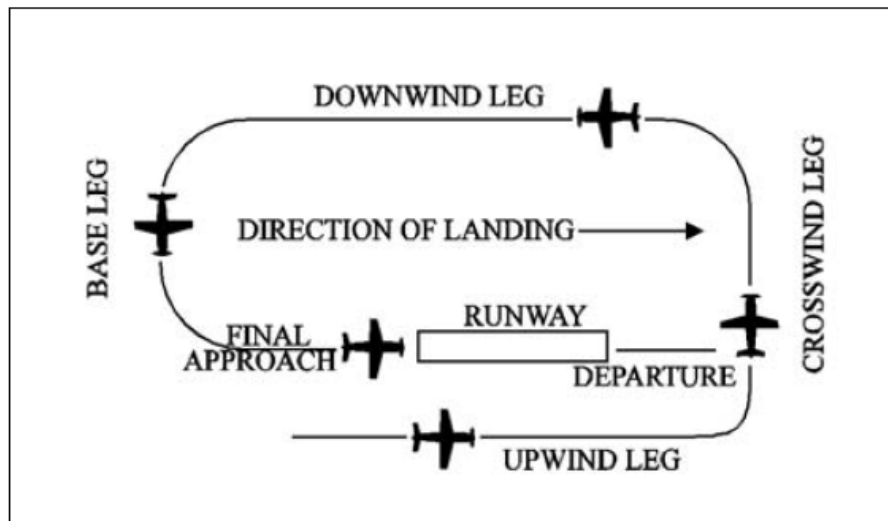 DOWNWIND LEG
BASE LEG
DIRECTION OF LANDING
CROSSWIND LEG
FINAL
APPROACH
RUNWAY
DEPARTURE
UPWIND LEG